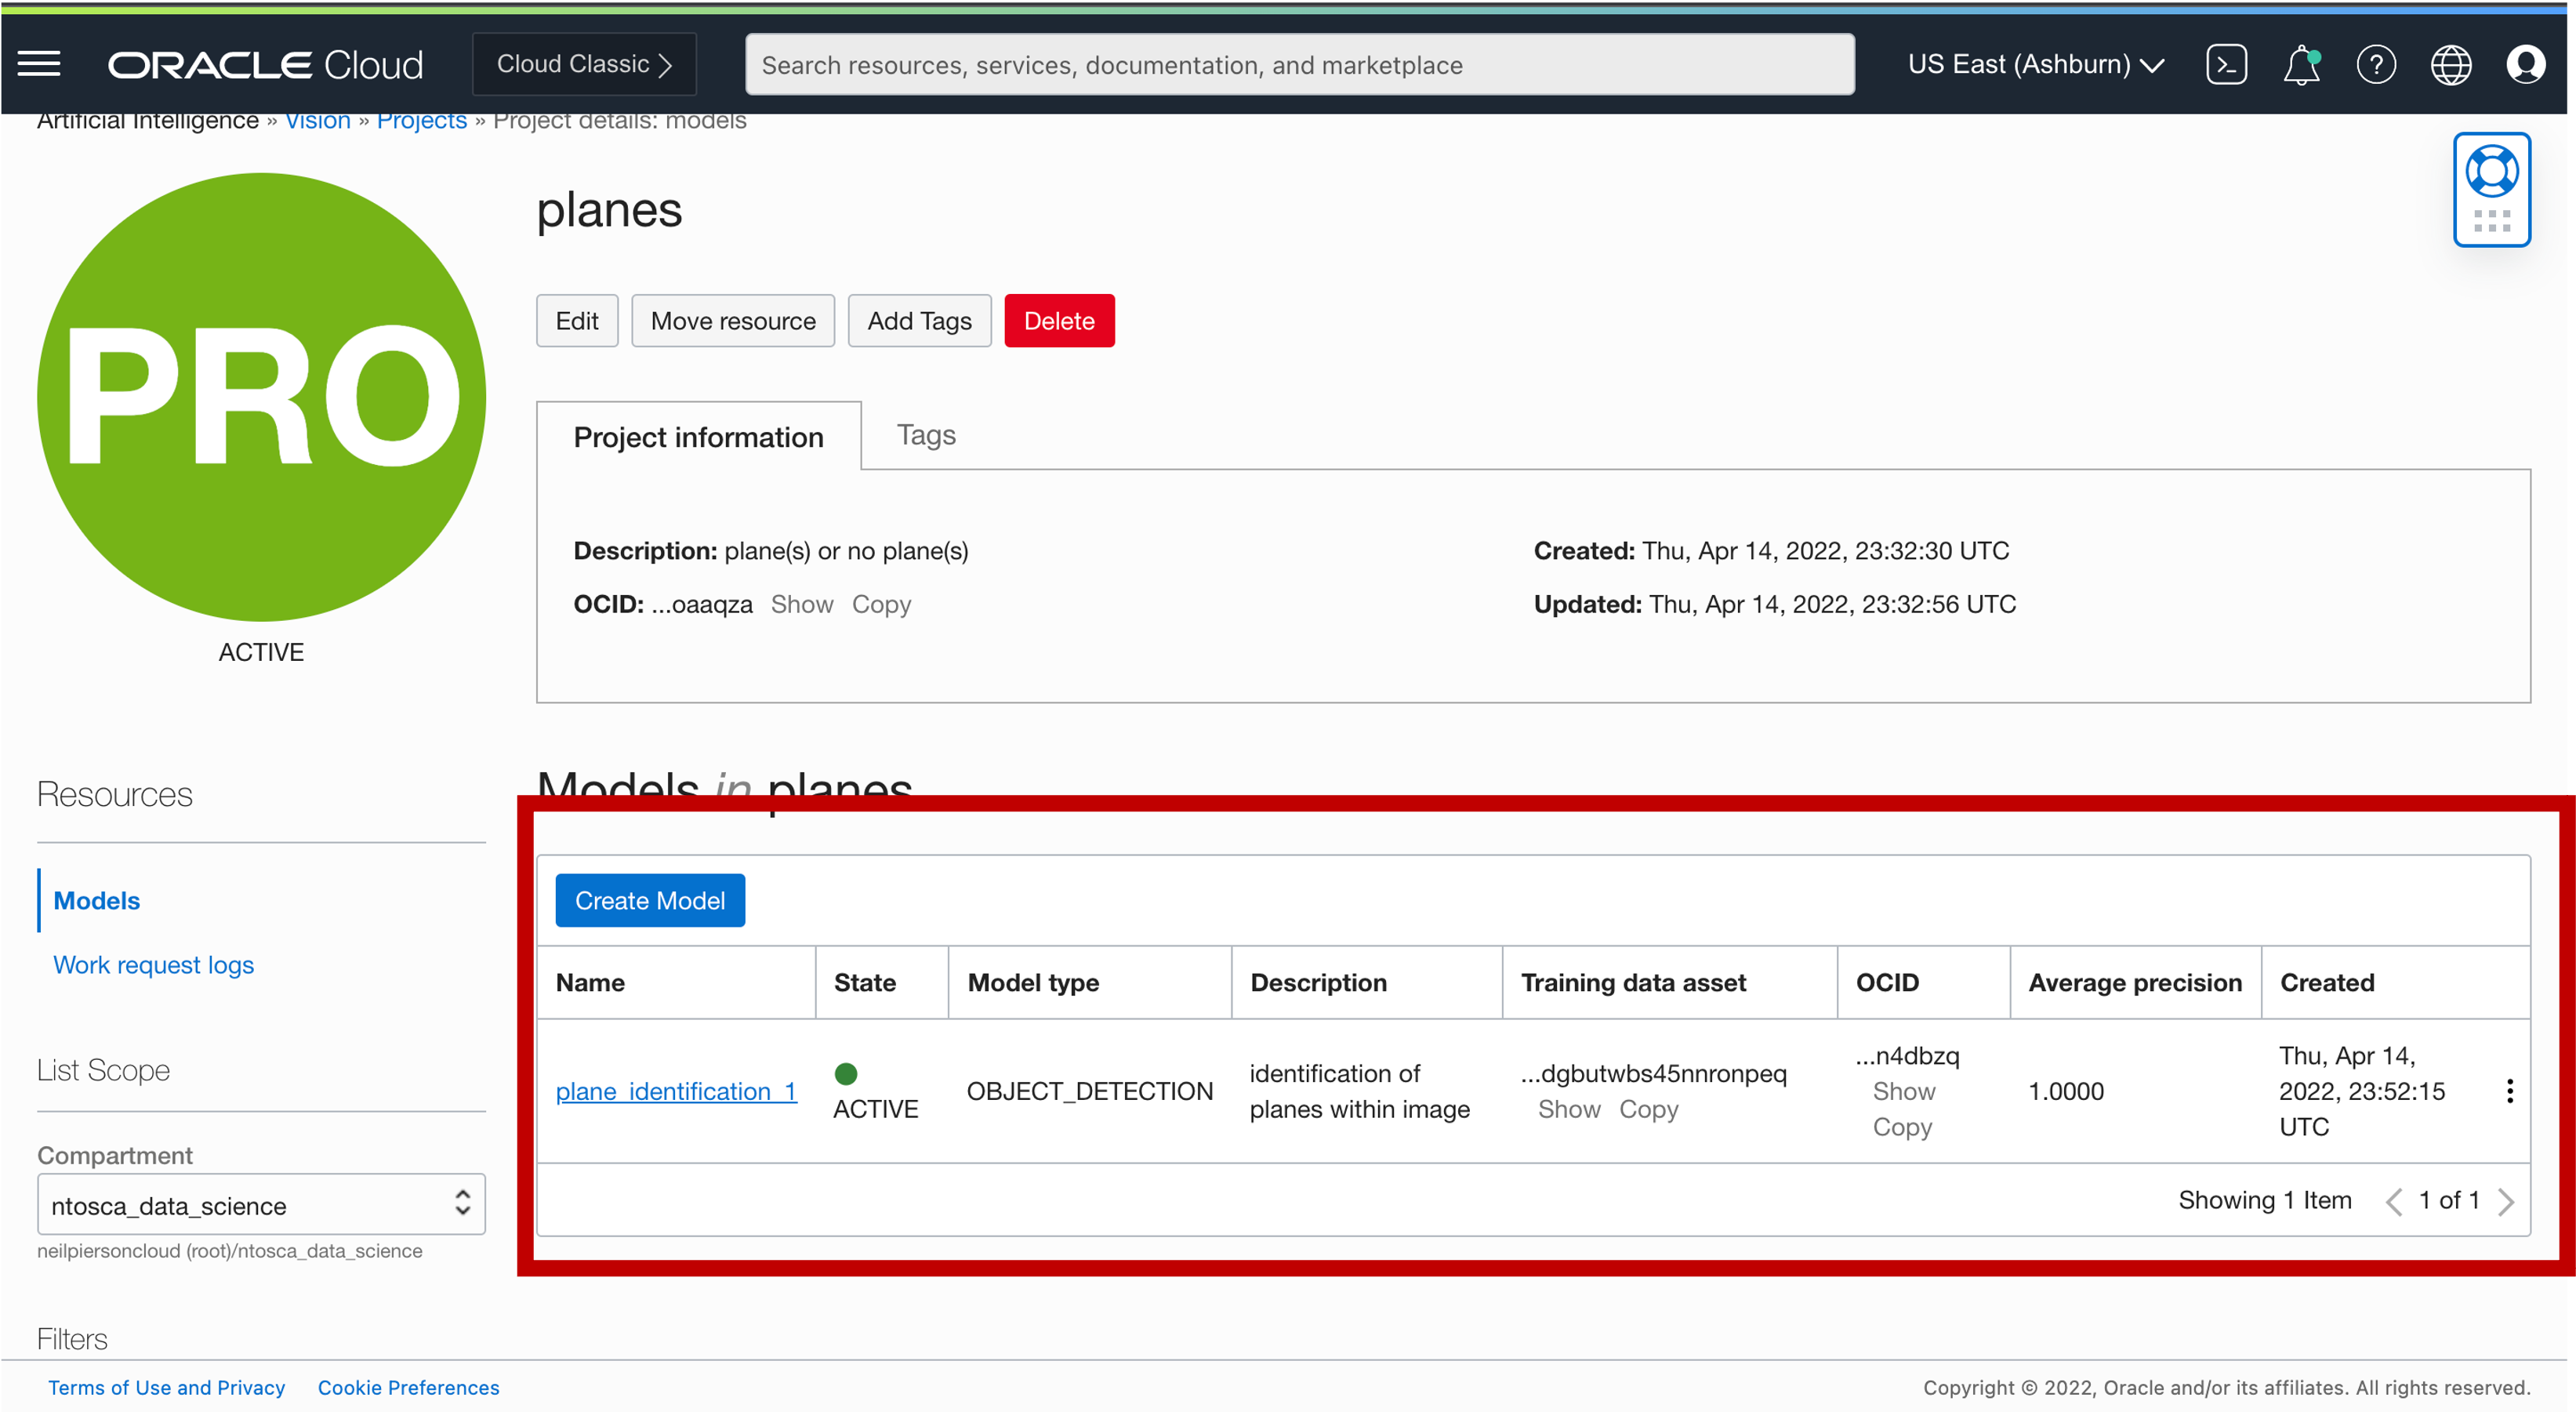 ORACLE Cloud
Cloud Classic
Search resources, services, documentation, and marketplace
US East (Ashburn)
Artificial Intelligence » Vision » Projects » Project details: models
PRO
ACTIVE
planes
Edit
Move resource
Add Tags
Delete
Project information
Tags
Description: plane(s) or no plane(s)
Created: Thu, Apr 14, 2022, 23:32:30 UTC
OCID: ...oaaqza Show Copy
Updated: Thu, Apr 14, 2022, 23:32:56 UTC
Resources
Models
Work request logs
List Scope
Compartment
ntosca_data_science
neilpiersoncloud (root)/ntosca_data_science
Filters
Models in planes
Create Model
Name State Model type Description Training data asset OCID Average precision Created
plane_identification_1
ACTIVE
OBJECT_DETECTION
identification of
planes within image
...dgbutwbs45nnronpeq
Show Copy
...n4dbzq
Show
Copy
1.0000
Thu, Apr 14,
2022, 23:52:15
UTC
Showing 1 Item
1 of 1
Terms of Use and Privacy
Cookie Preferences
Copyright © 2022, Oracle and/or its affiliates. All rights reserved.